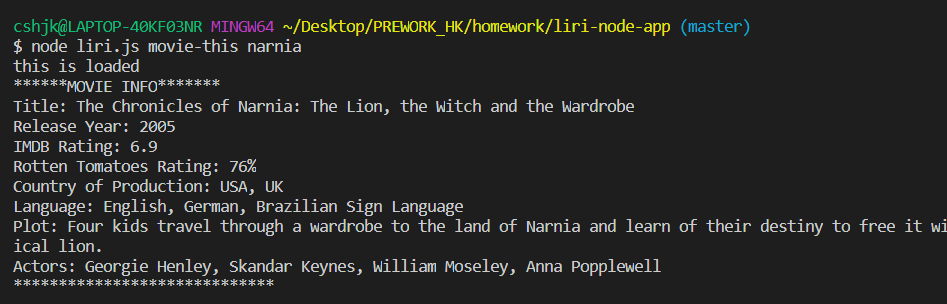 cshjk@LAPTOP-40KF03NR MINGW64 ~/Desktop/PREWORK_HK/homework/liri-node-app (master)
$ node liri.js movie-this narnia
this is loaded
******MOVIE INFO*******
Title: The Chronicles of Narnia: The Lion, the Witch and the Wardrobe
Release Year: 2005
IMDB Rating: 6.9
Rotten Tomatoes Rating: 76%
Country of Production: USA, UK
Language: English, German, Brazilian Sign Language
Plot: Four kids travel through a wardrobe to the land of Narnia and learn of their destiny to free it wi
ical lion.
Actors: Georgie Henley, Skandar Keynes, William Moseley, Anna Popplewell
*****************************